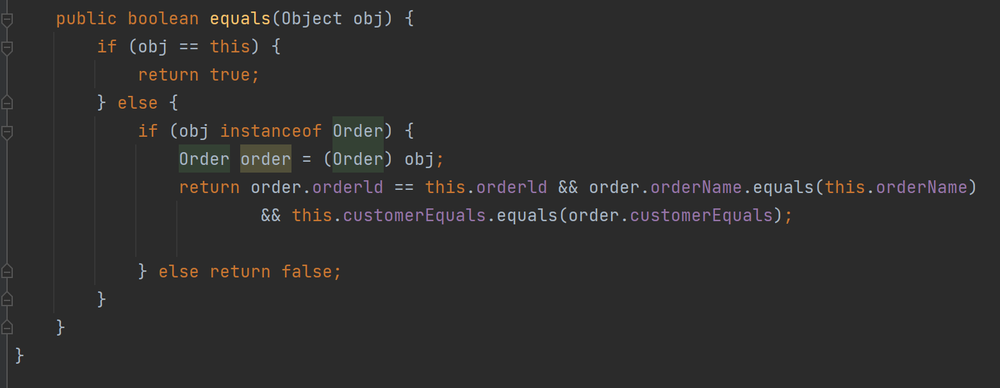 public boolean equals(Object obj) {
if (obj == this) {
return true;
} else {
if (obj instanceof Order) {
Order order = (Order) obj;
return order.orderld == this.orderld && order.orderName.equals(this.orderName)
&& this.customerEquals.equals(order.customerEquals);
} else return false;
}
}
}